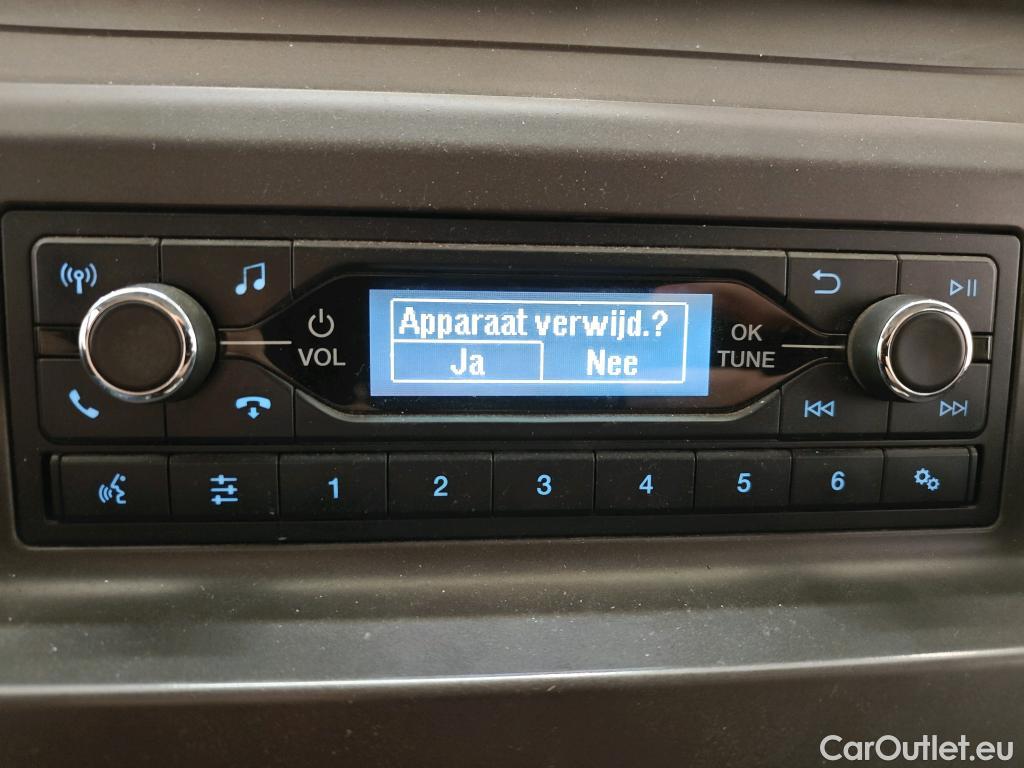 Apparaat verwijd.?
Ja Nee
VOL
OK
TUNE
1 2 3 4 5 6
CarOutlet.eu